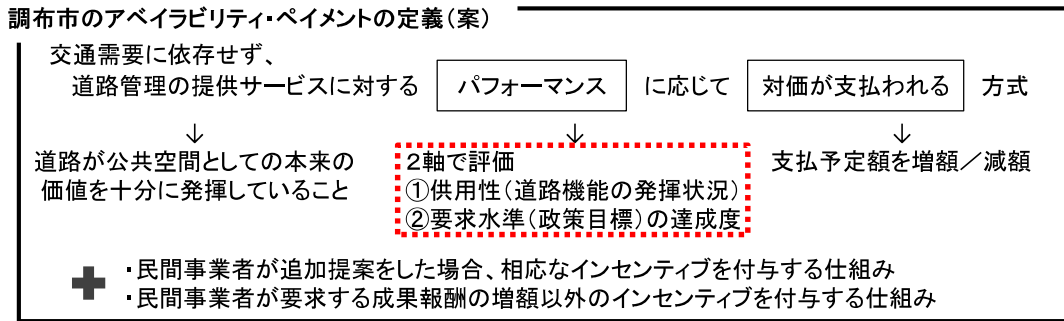 調布市のアベイラビリティ・ペイメントの定義(案)
交通需要に依存せず、
道路管理の提供サービスに対する パフォーマンス に応じて 対価が支払われる 方式
↓ ↓ ↓
道路が公共空間としての本来の
価値を十分に発揮していること
2軸で評価
①供用性(道路機能の発揮状況)
②要求水準(政策目標)の達成度
支払予定額を増額/減額
・民間事業者が追加提案をした場合、相応なインセンティブを付与する仕組み
・民間事業者が要求する成果報酬の増額以外のインセンティブを付与する仕組み